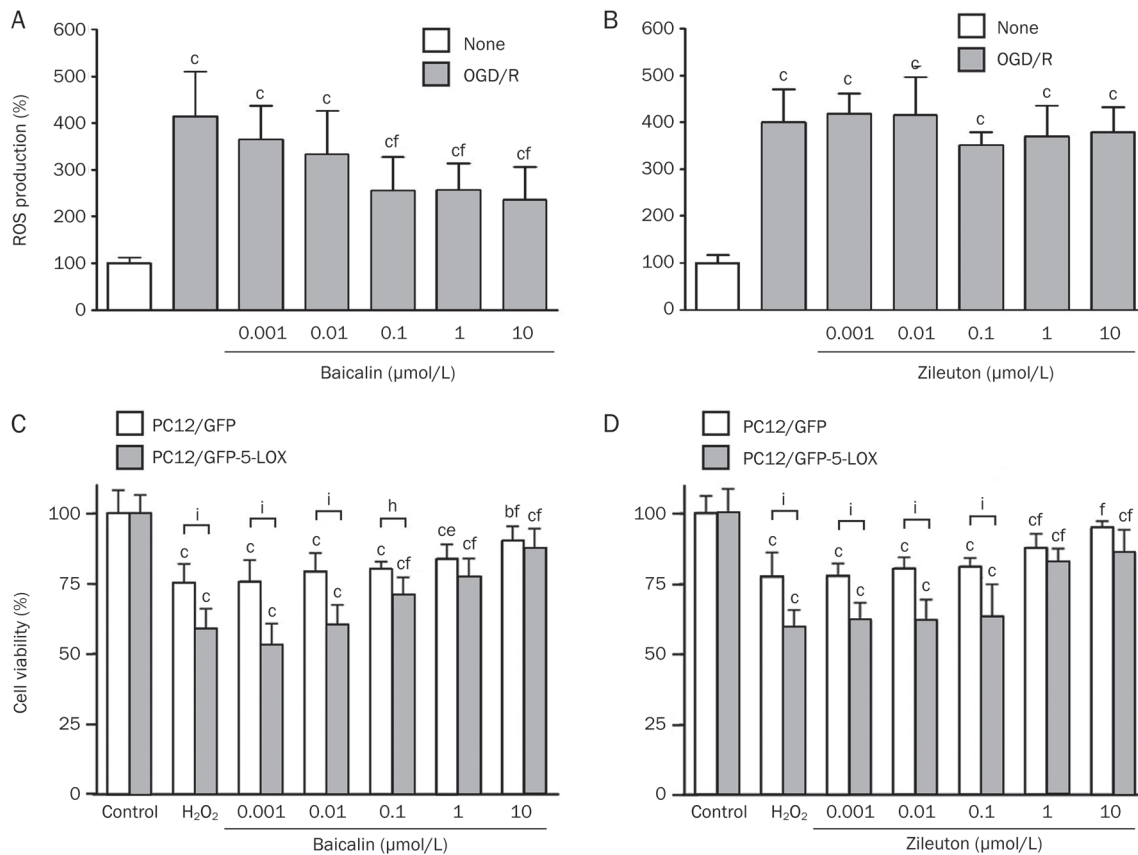 A
600
500
400
300
200
100
0
ROS production (%)
None
OGD/R
c
c
c
cf
cf
cf
0.001 0.01 0.1 1 10
Baicalin (μmol/L)
B
600
500
400
300
200
100
0
None
OGD/R
c
c
c
c
c
c
0.001 0.01 0.1 1 10
Zileuton (μmol/L)
C
PC12/GFP
PC12/GFP-5-LOX
100
75
50
25
0
Cell viability (%)
i i i h
c c c c ce bf cf
c c c cf cf
Control H₂O₂ 0.001 0.01 0.1 1 10
Baicalin (μmol/L)
D
PC12/GFP
PC12/GFP-5-LOX
100
75
50
25
0
i i i i
c c c c cf cf f cf
c c c c
Control H₂O₂ 0.001 0.01 0.1 1 10
Zileuton (μmol/L)